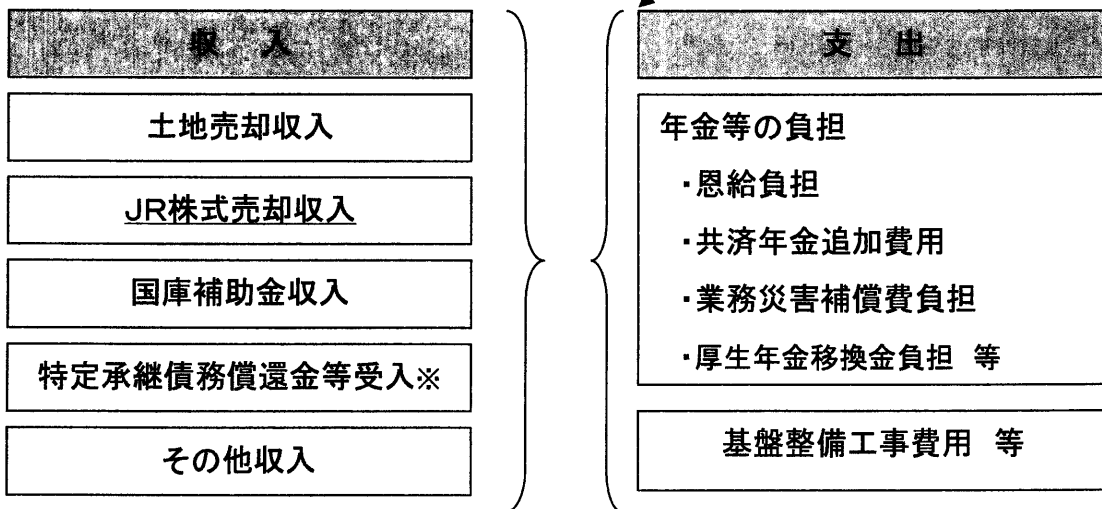 収 入
土地売却収入
JR株式売却収入
国庫補助金収入
特定承継債務償還金等受入※
その他収入
支 出
年金等の負担
・恩給負担
・共済年金追加費用
・業務災害補償費負担
・厚生年金移換金負担 等
基盤整備工事費用 等